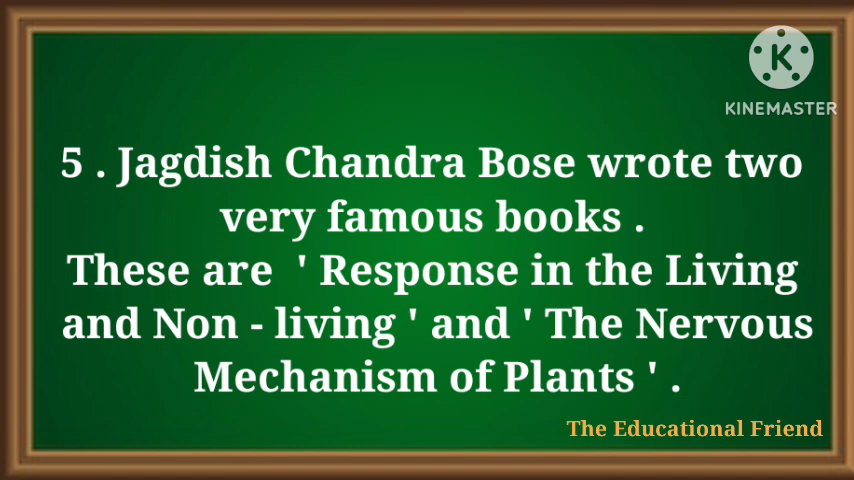 K
KINEMASTER
5 . Jagdish Chandra Bose wrote two
very famous books .
These are ' Response in the Living
and Non - living ' and ' The Nervous
Mechanism of Plants ' .
The Educational Friend